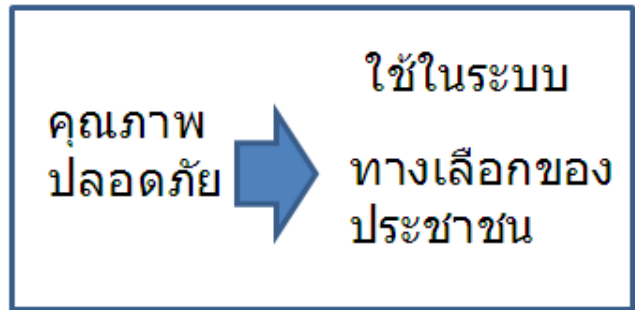 คุณภาพ
ปลอดภัย
ใช้ในระบบ
ทางเลือกของ
ประชาชน